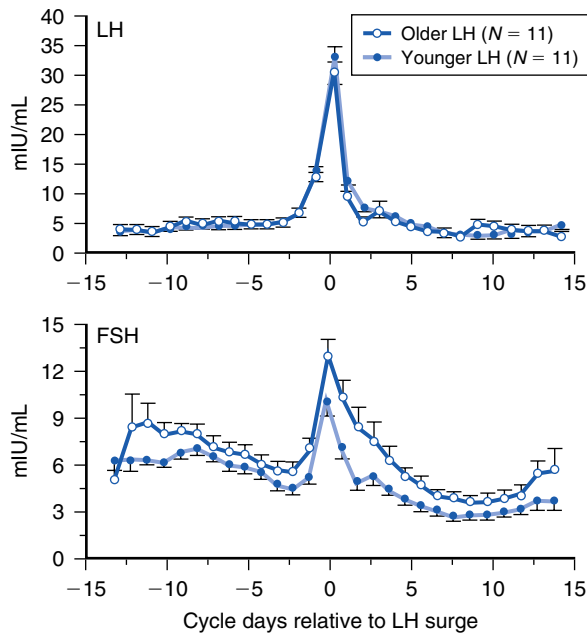 LH
Older LH (N = 11)
Younger LH (N = 11)
mIU/mL
40
35
30
25
20
15
10
5
0
−15 −10 −5 0 5 10 15
FSH
mIU/mL
15
12
9
6
3
0
−15 −10 −5 0 5 10 15
Cycle days relative to LH surge